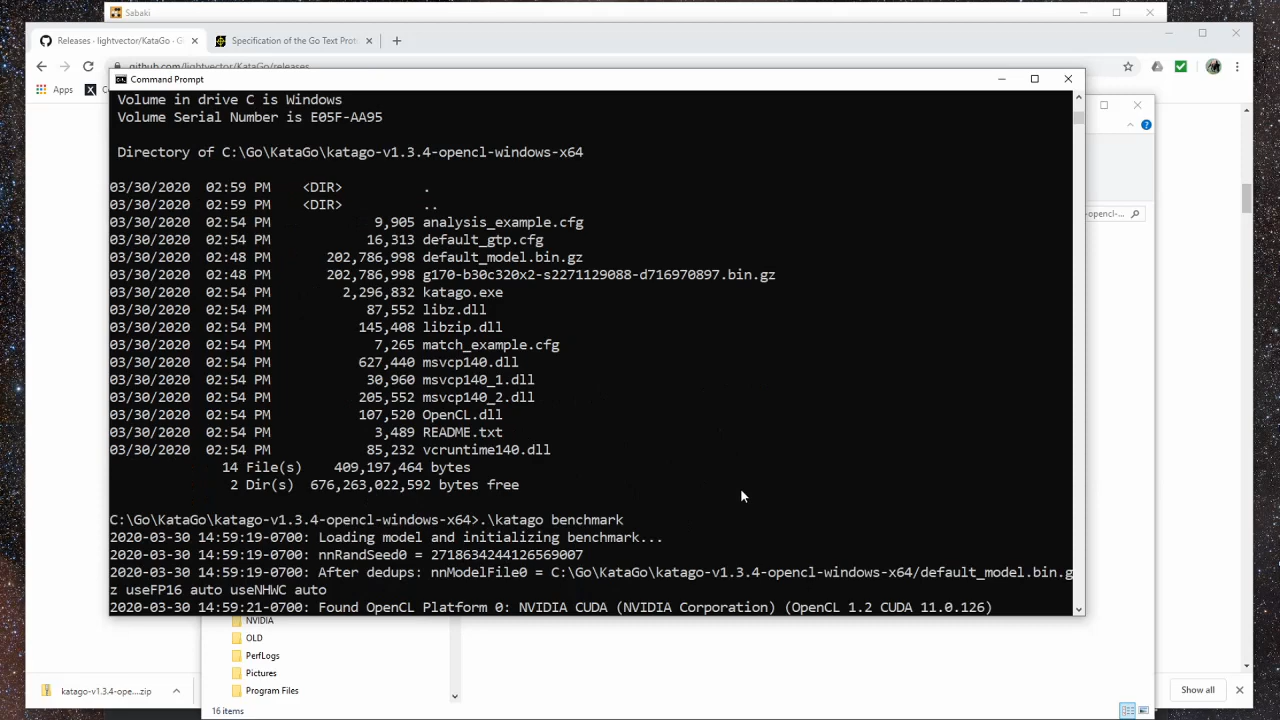 Sabaki
Releases · lightvector/KataGo · G
Specification of the Go Text Prot
github.com/lightvector/KataGo/releases
Apps
Command Prompt
Volume in drive C is Windows
Volume Serial Number is E05F-AA95
Directory of C:\Go\KataGo\katago-v1.3.4-opencl-windows-x64
03/30/2020 02:59 PM <DIR> .
03/30/2020 02:59 PM <DIR> ..
03/30/2020 02:54 PM 9,905 analysis_example.cfg
03/30/2020 02:54 PM 16,313 default_gtp.cfg
03/30/2020 02:48 PM 202,786,998 default_model.bin.gz
03/30/2020 02:48 PM 202,786,998 g170-b30c320x2-s2271129088-d716970897.bin.gz
03/30/2020 02:54 PM 2,296,832 katago.exe
03/30/2020 02:54 PM 87,552 libz.dll
03/30/2020 02:54 PM 145,408 libzip.dll
03/30/2020 02:54 PM 7,265 match_example.cfg
03/30/2020 02:54 PM 627,440 msvcp140.dll
03/30/2020 02:54 PM 30,960 msvcp140_1.dll
03/30/2020 02:54 PM 205,552 msvcp140_2.dll
03/30/2020 02:54 PM 107,520 OpenCL.dll
03/30/2020 02:54 PM 3,489 README.txt
03/30/2020 02:54 PM 85,232 vcruntime140.dll
14 File(s) 409,197,464 bytes
2 Dir(s) 676,263,022,592 bytes free
C:\Go\KataGo\katago-v1.3.4-opencl-windows-x64>.\katago benchmark
2020-03-30 14:59:19-0700: Loading model and initializing benchmark...
2020-03-30 14:59:19-0700: nnRandSeed0 = 2718634244126569007
2020-03-30 14:59:19-0700: After dedups: nnModelFile0 = C:\Go\KataGo\katago-v1.3.4-opencl-windows-x64/default_model.bin.g
z useFP16 auto useNHWC auto
2020-03-30 14:59:21-0700: Found OpenCL Platform 0: NVIDIA CUDA (NVIDIA Corporation) (OpenCL 1.2 CUDA 11.0.126)
-opencl-...
NVIDIA
OLD
PerfLogs
Pictures
Program Files
16 items
katago-v1.3.4-ope....zip
Show all